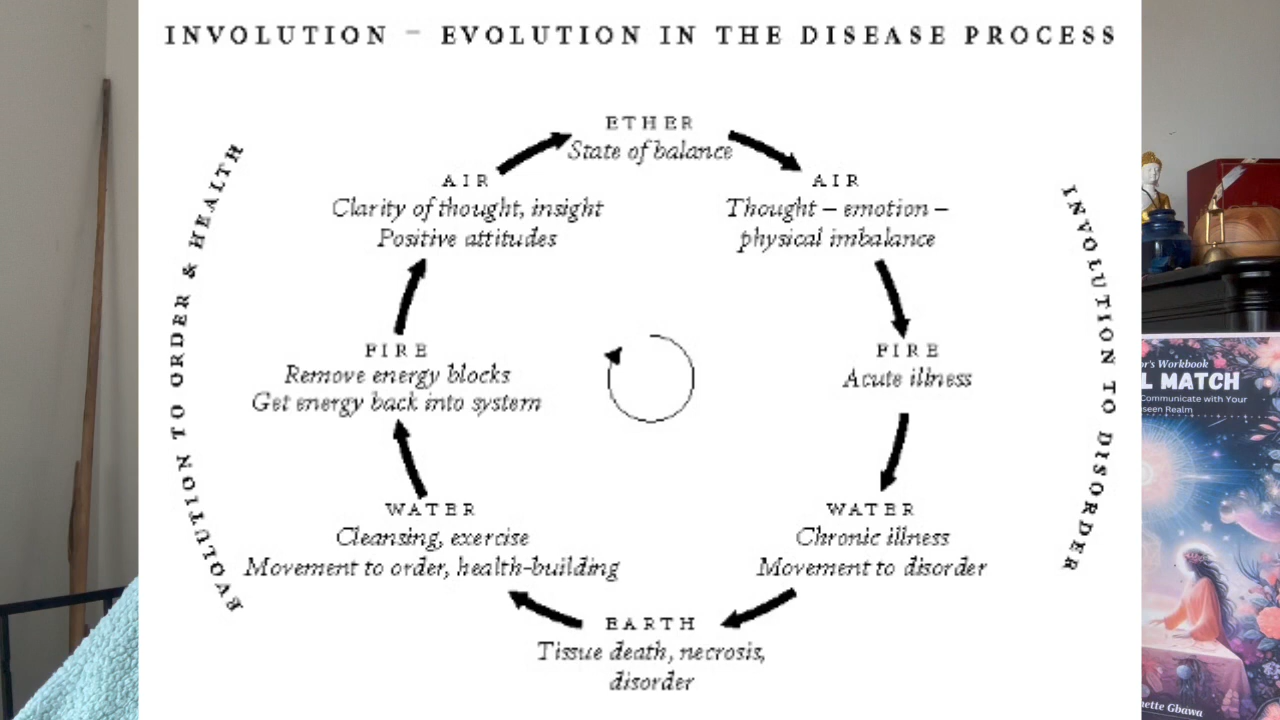 INVOLUTION – EVOLUTION IN THE DISEASE PROCESS
ETHER
State of balance
AIR
Thought – emotion –
physical imbalance
FIRE
Acute illness
WATER
Chronic illness
Movement to disorder
EARTH
Tissue death, necrosis,
disorder
WATER
Cleansing, exercise
Movement to order, health-building
FIRE
Remove energy blocks
Get energy back into system
AIR
Clarity of thought, insight
Positive attitudes
EVOLUTION TO ORDER & HEALTH
INVOLUTION TO DISORDER
Workbook
MATCH
Communicate with Your
Realm
Gbawa